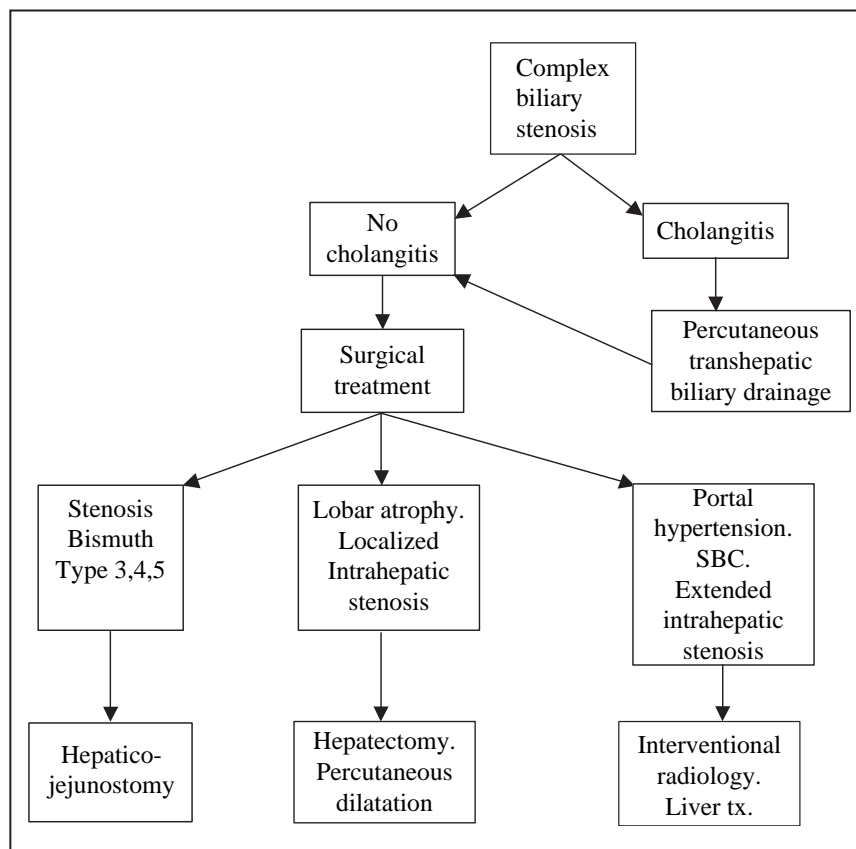 Complex
biliary
stenosis
No
cholangitis
Cholangitis
Surgical
treatment
Percutaneous
transhepatic
biliary drainage
Stenosis
Bismuth
Type 3,4,5
Lobar atrophy.
Localized
Intrahepatic
stenosis
Portal
hypertension.
SBC.
Extended
intrahepatic
stenosis
Hepatico-
jejunostomy
Hepatectomy.
Percutaneous
dilatation
Interventional
radiology.
Liver tx.